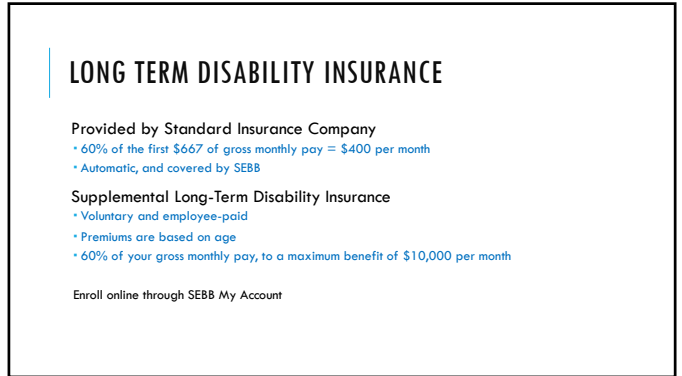 LONG TERM DISABILITY INSURANCE
Provided by Standard Insurance Company
▪ 60% of the first $667 of gross monthly pay = $400 per month
▪ Automatic, and covered by SEBB
Supplemental Long-Term Disability Insurance
▪ Voluntary and employee-paid
▪ Premiums are based on age
▪ 60% of your gross monthly pay, to a maximum benefit of $10,000 per month
Enroll online through SEBB My Account